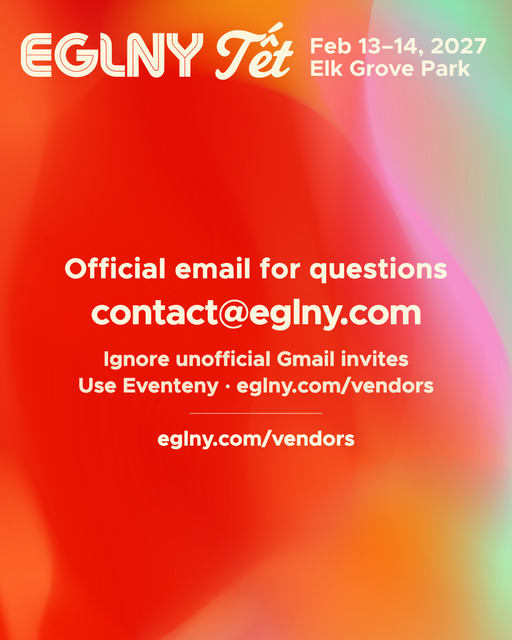 EGLNY Tết
Feb 13–14, 2027
Elk Grove Park
Official email for questions
contact@eglny.com
Ignore unofficial Gmail invites
Use Eventeny · eglny.com/vendors
eglny.com/vendors